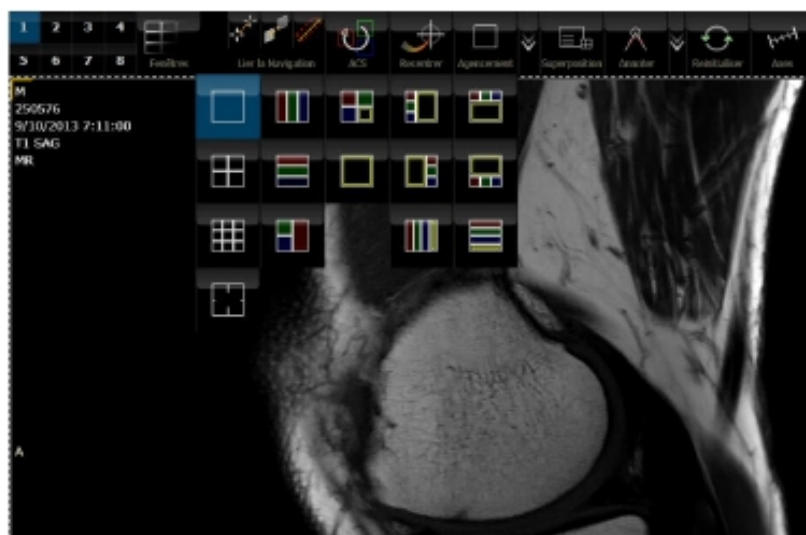 1 2 3 4
5 6 7 8
Fenêtres
Lier la Navigation
ACS
Recentrer
Agencement
Superposition
Annoter
Réinitialiser
Axes
M
250576
9/10/2013 7:11:00
T1 SAG
MR
A